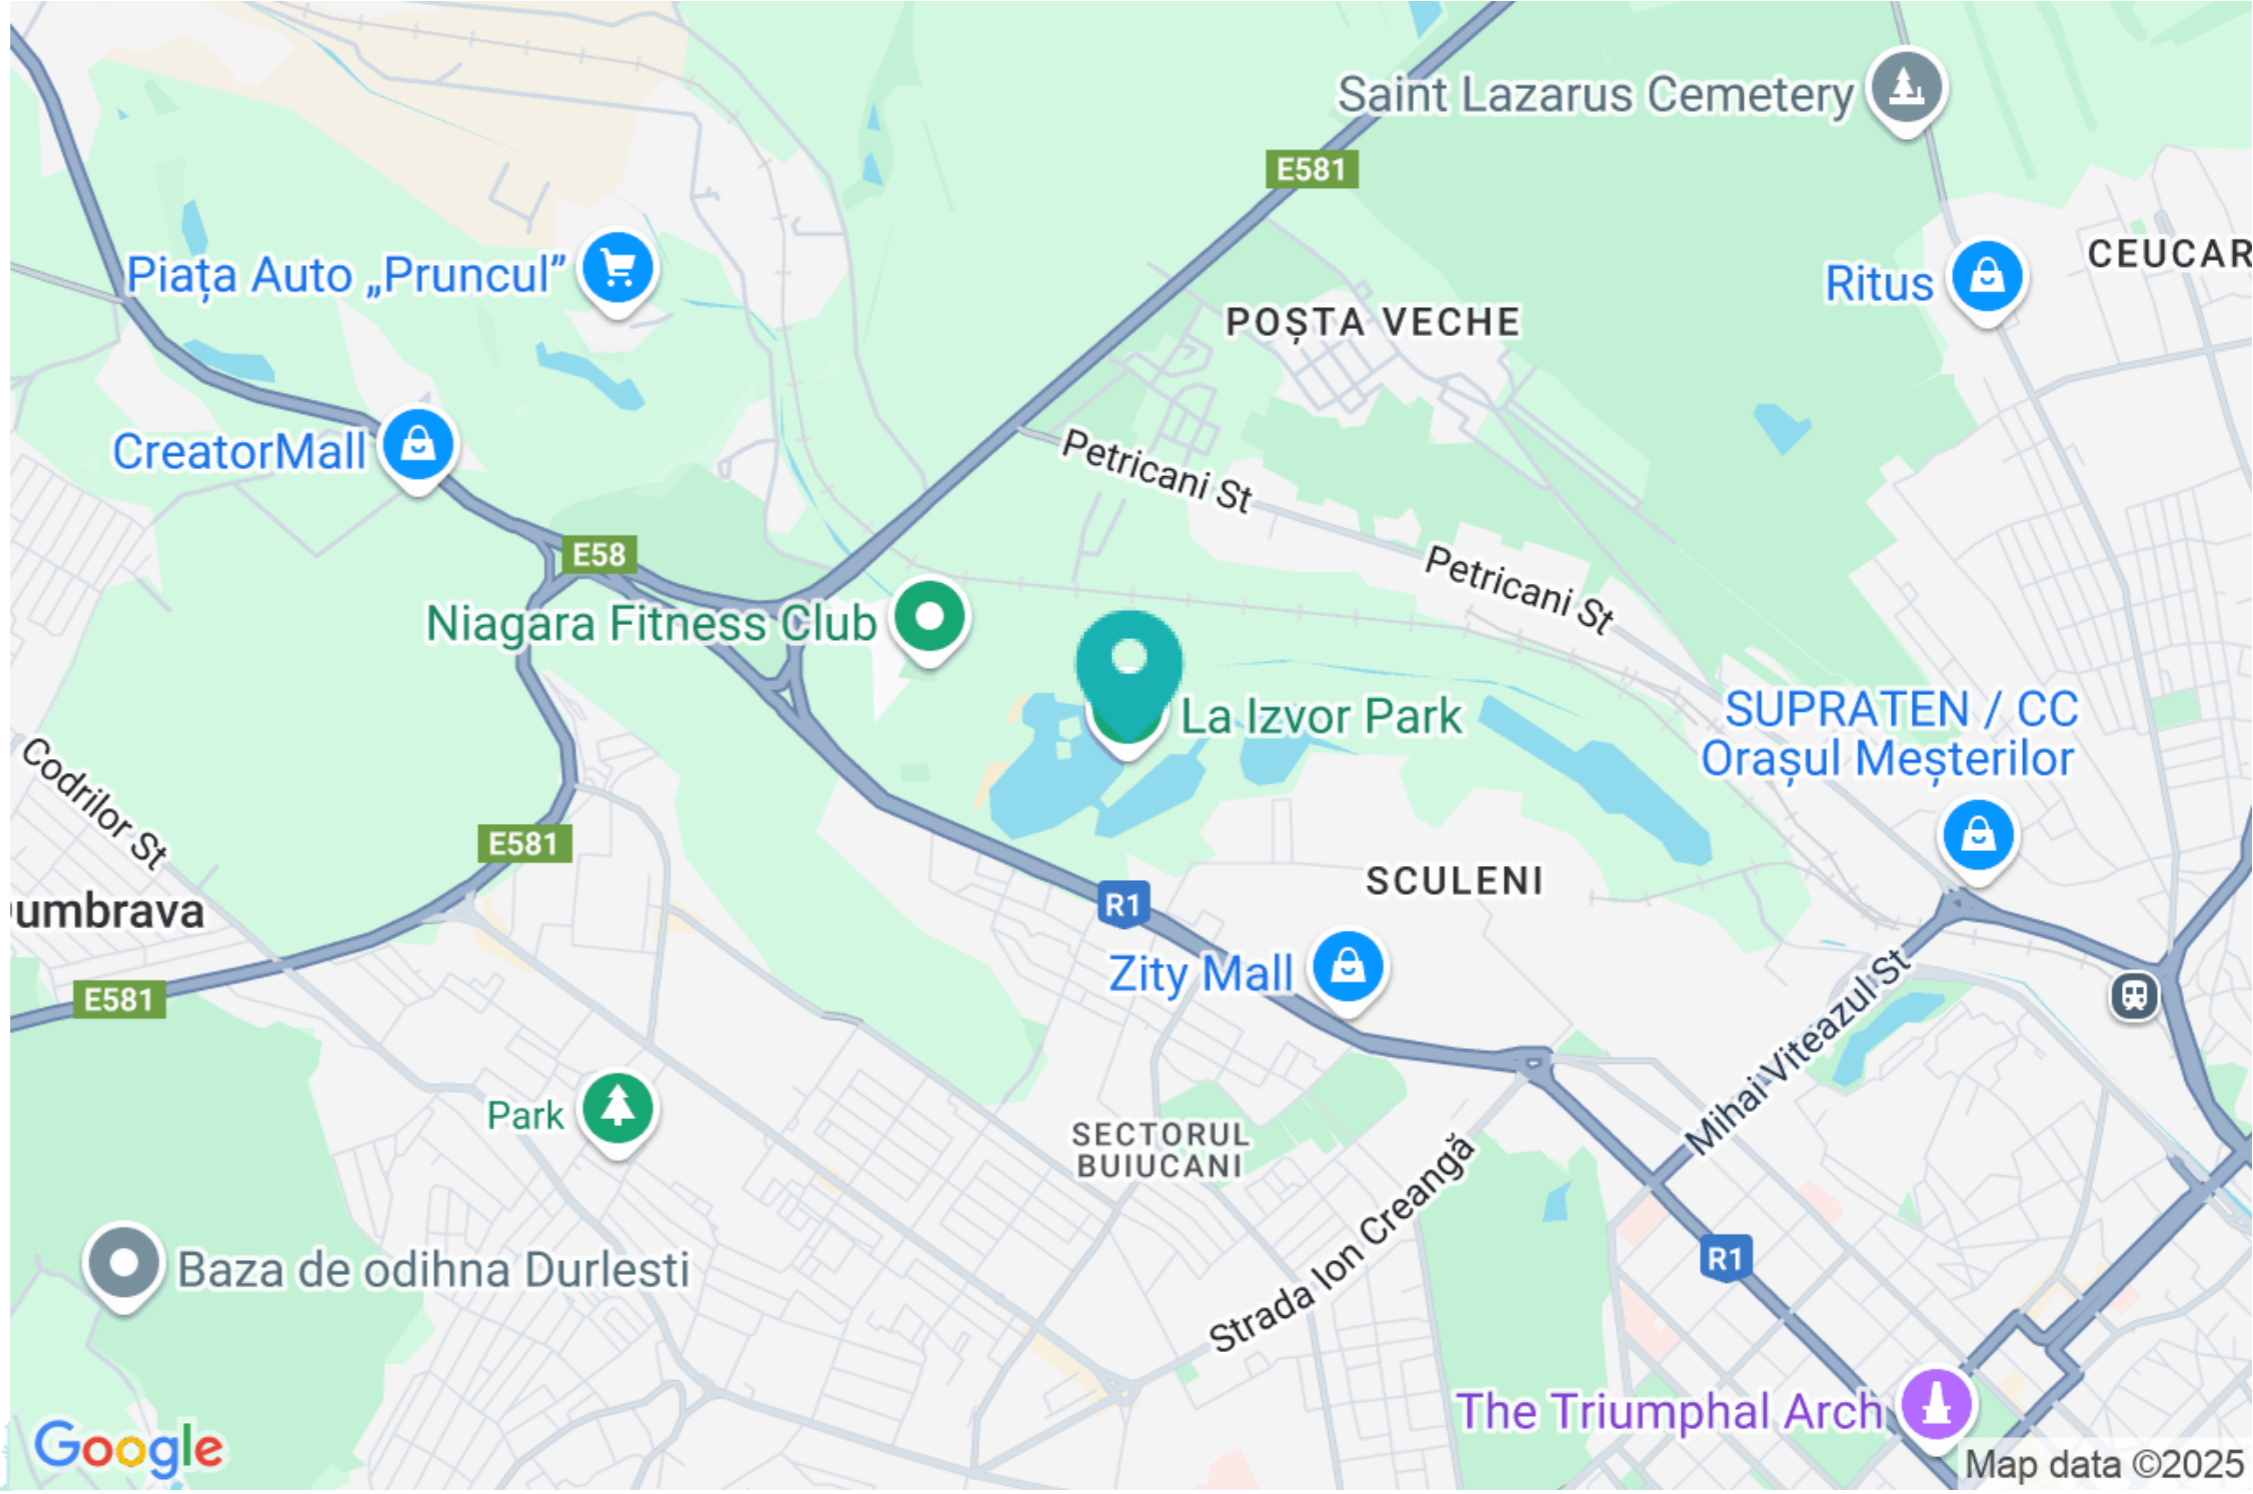 Saint Lazarus Cemetery
E581
CEUCAR
Piața Auto „Pruncul”
Ritus
POȘTA VECHE
CreatorMall
Petricani St
E58
Petricani St
Niagara Fitness Club
La Izvor Park
SUPRATEN / CC
Orașul Meșterilor
Codrilor St
E581
SCULENI
umbrava
R1
Zity Mall
E581
Mihai Viteazul St
Park
SECTORUL
BUIUCANI
Strada Ion Creangă
R1
Baza de odihna Durlesti
The Triumphal Arch
Google
Map data ©2025